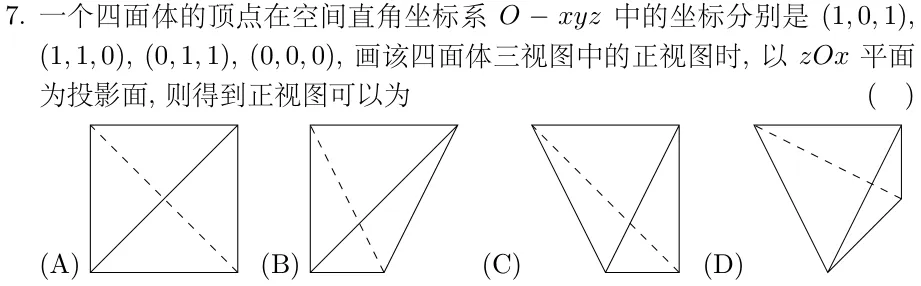 7. 一个四面体的顶点在空间直角坐标系 O − xyz 中的坐标分别是 (1, 0, 1),
(1, 1, 0), (0, 1, 1), (0, 0, 0), 画该四面体三视图中的正视图时, 以 zOx 平面
为投影面, 则得到正视图可以为 ( )
(A) (B) (C) (D)